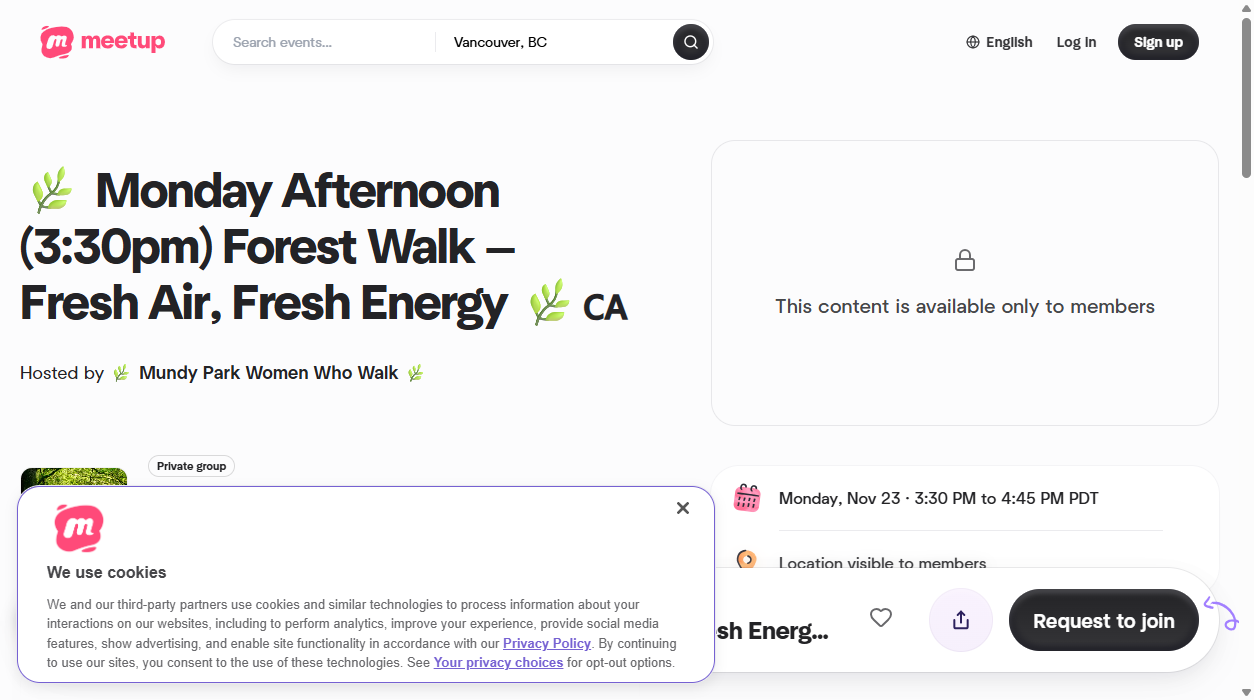 meetup
Search events...
Vancouver, BC
English
Log in
Sign up
🌿 Monday Afternoon
(3:30pm) Forest Walk –
Fresh Air, Fresh Energy 🌿 CA
Hosted by 🌿 Mundy Park Women Who Walk 🌿
This content is available only to members
Private group
Monday, Nov 23 · 3:30 PM to 4:45 PM PDT
Location visible to members
We use cookies
We and our third-party partners use cookies and similar technologies to process information about your
interactions on our websites, including to perform analytics, improve your experience, provide social media
features, show advertising, and enable site functionality in accordance with our Privacy Policy. By continuing
to use our sites, you consent to the use of these technologies. See Your privacy choices for opt-out options.
sh Energ...
Request to join